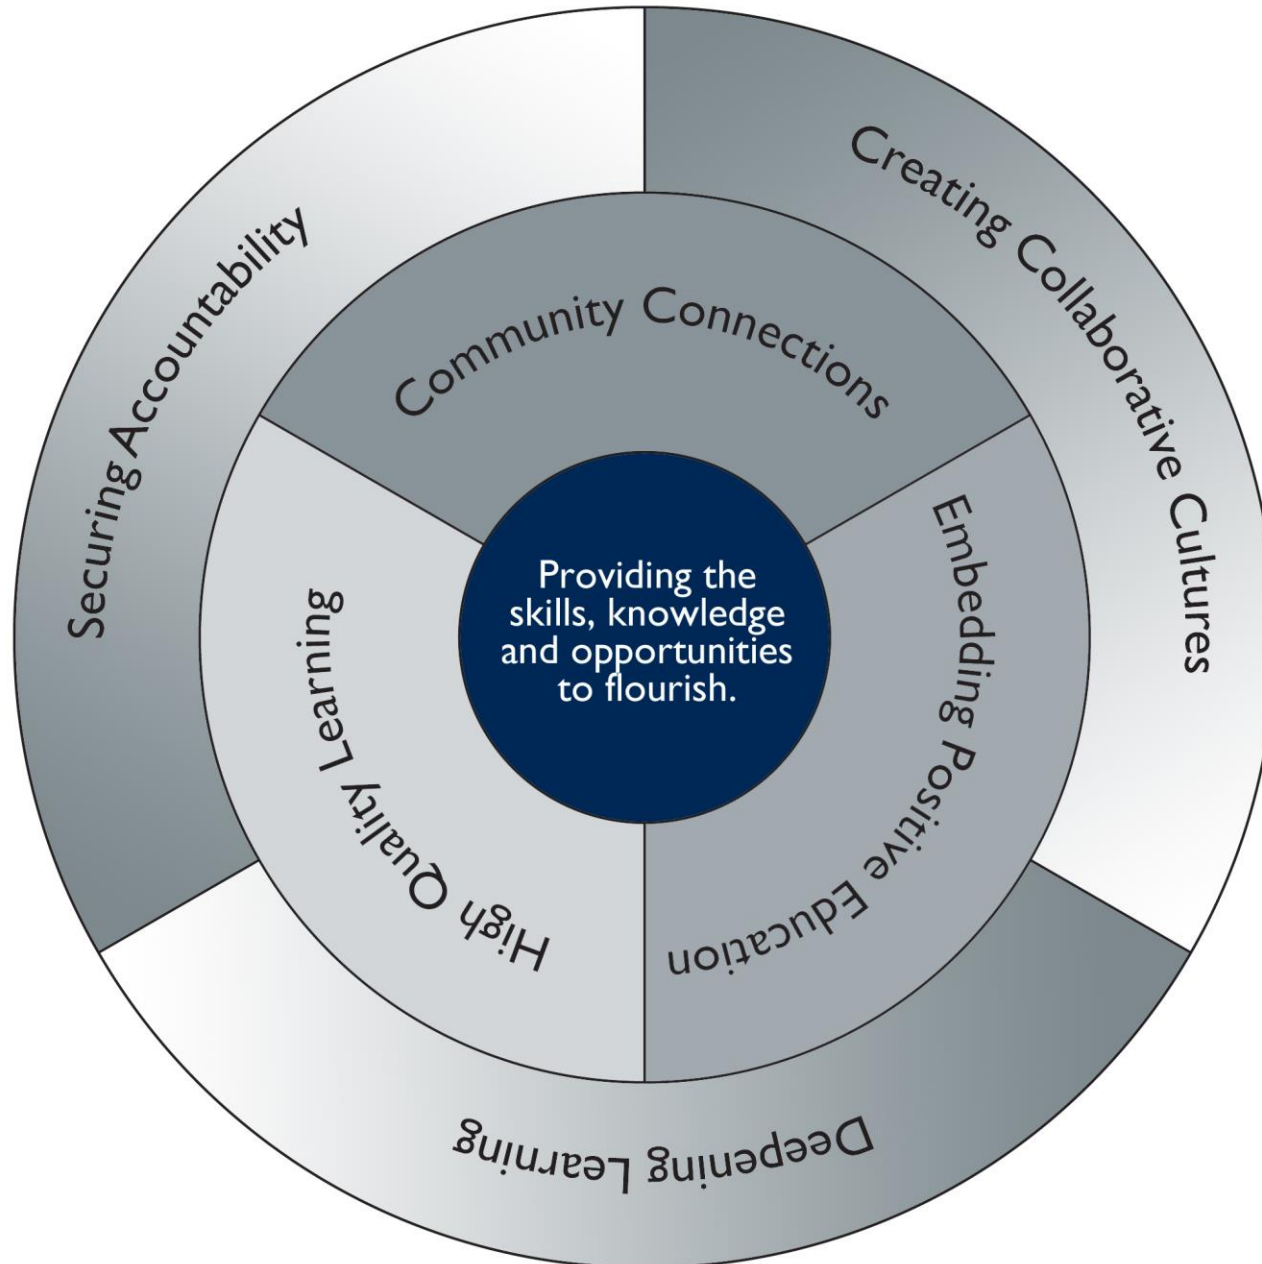 Securing Accountability
Creating Collaborative Cultures
Deepening Learning
Community Connections
Embedding Positive Education
High Quality Learning
Providing the
skills, knowledge
and opportunities
to flourish.